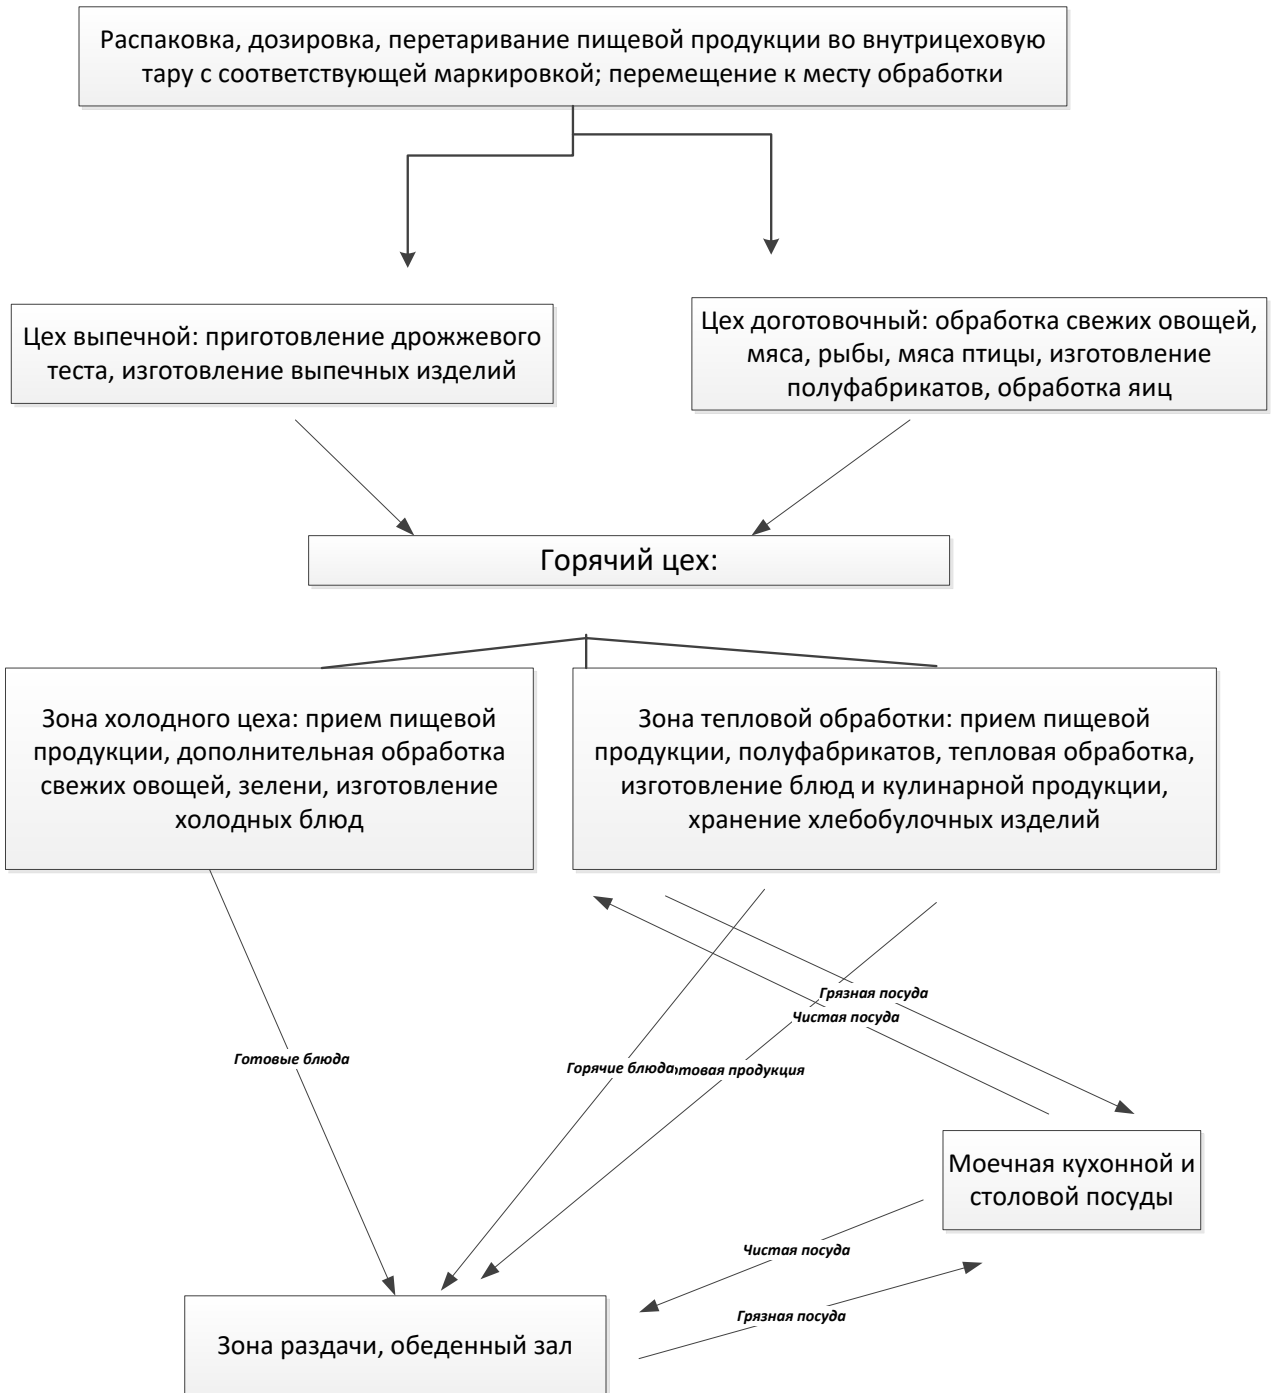 Распаковка, дозировка, перетаривание пищевой продукции во внутрицеховую
тару с соответствующей маркировкой; перемещение к месту обработки
Цех выпечной: приготовление дрожжевого
теста, изготовление выпечных изделий
Цех доготовочный: обработка свежих овощей,
мяса, рыбы, мяса птицы, изготовление
полуфабрикатов, обработка яиц
Горячий цех:
Зона холодного цеха: прием пищевой
продукции, дополнительная обработка
свежих овощей, зелени, изготовление
холодных блюд
Зона тепловой обработки: прием пищевой
продукции, полуфабрикатов, тепловая обработка,
изготовление блюд и кулинарной продукции,
хранение хлебобулочных изделий
Грязная посуда
Чистая посуда
Готовые блюда
Горячие блюда
продукция
Моечная кухонной и
столовой посуды
Чистая посуда
Грязная посуда
Зона раздачи, обеденный зал